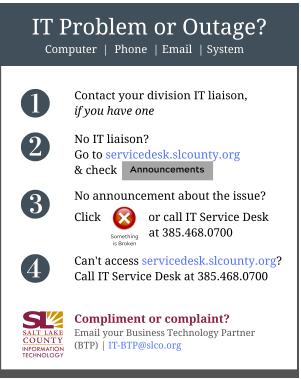 IT Problem or Outage?
Computer | Phone | Email | System
1
Contact your division IT liaison,
if you have one
2
No IT liaison?
Go to servicedesk.slcounty.org
& check Announcements
3
No announcement about the issue?
Click Something is Broken or call IT Service Desk
at 385.468.0700
4
Can't access servicedesk.slcounty.org?
Call IT Service Desk at 385.468.0700
SL
SALT LAKE
COUNTY
INFORMATION
TECHNOLOGY
Compliment or complaint?
Email your Business Technology Partner
(BTP) | IT-BTP@slco.org